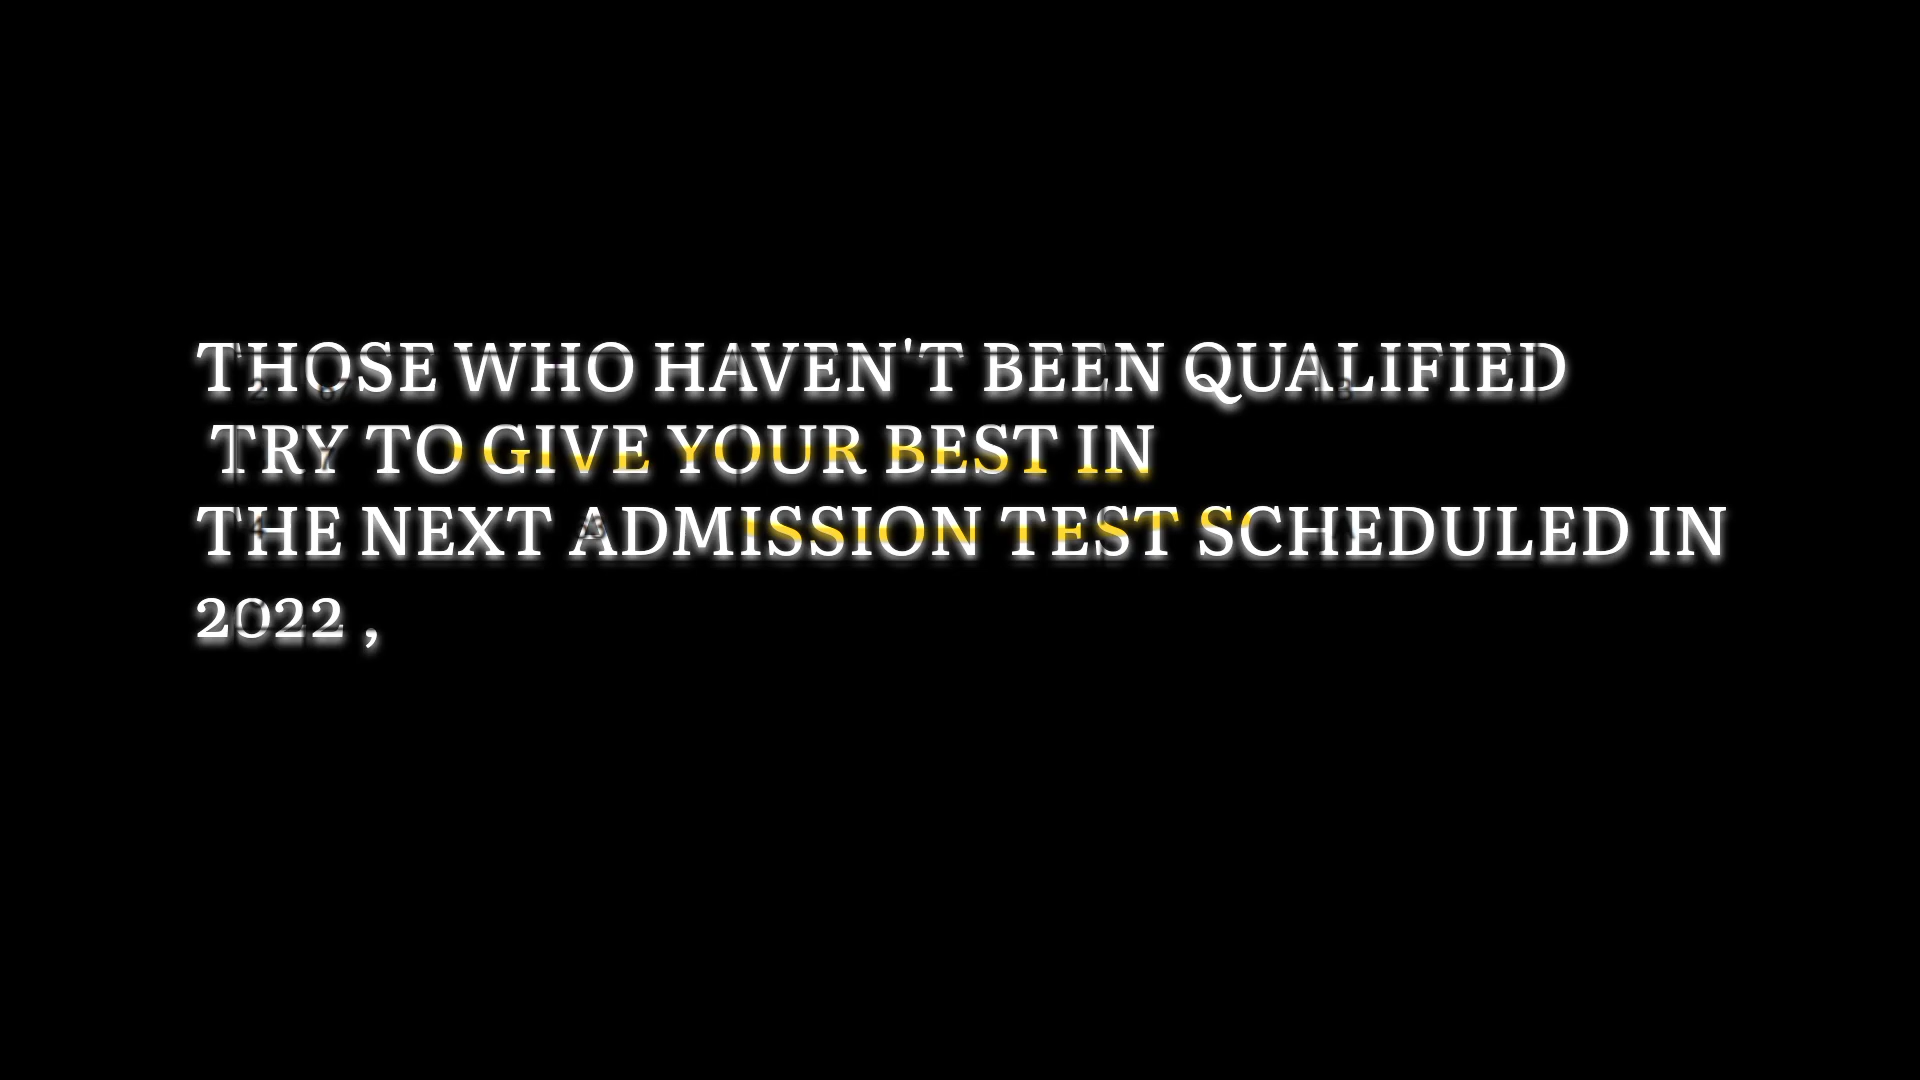 THOSE WHO HAVEN'T BEEN QUALIFIED
TRY TO GIVE YOUR BEST IN
THE NEXT ADMISSION TEST SCHEDULED IN
2022 ,